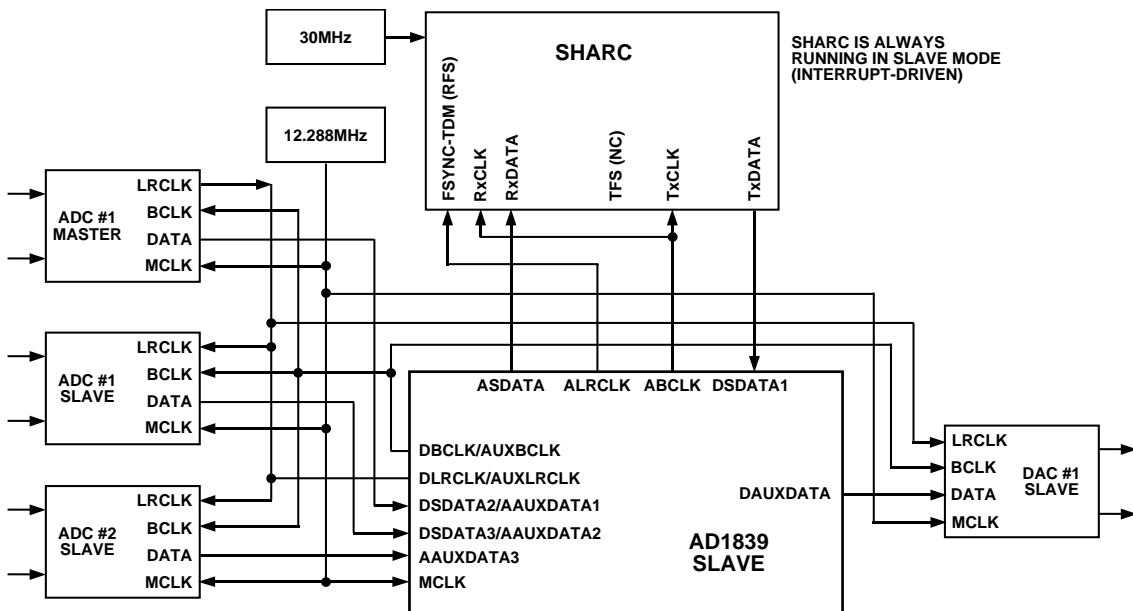 30MHz
SHARC
SHARC IS ALWAYS
RUNNING IN SLAVE MODE
(INTERRUPT-DRIVEN)
12.288MHz
FSYNC-TDM (RFS)
RxCLK
RxDATA
TFS (NC)
TxCLK
TxDATA
ADC #1
MASTER
LRCLK
BCLK
DATA
MCLK
ADC #1
SLAVE
LRCLK
BCLK
DATA
MCLK
ADC #2
SLAVE
LRCLK
BCLK
DATA
MCLK
ASDATA ALRCLK ABCLK DSDATA1
DBCLK/AUXBCLK
DLRCLK/AUXLRCLK
DSDATA2/AAUXDATA1
DSDATA3/AAUXDATA2
AAUXDATA3
MCLK
DAUXDATA
AD1839
SLAVE
LRCLK
BCLK
DATA
MCLK
DAC #1
SLAVE